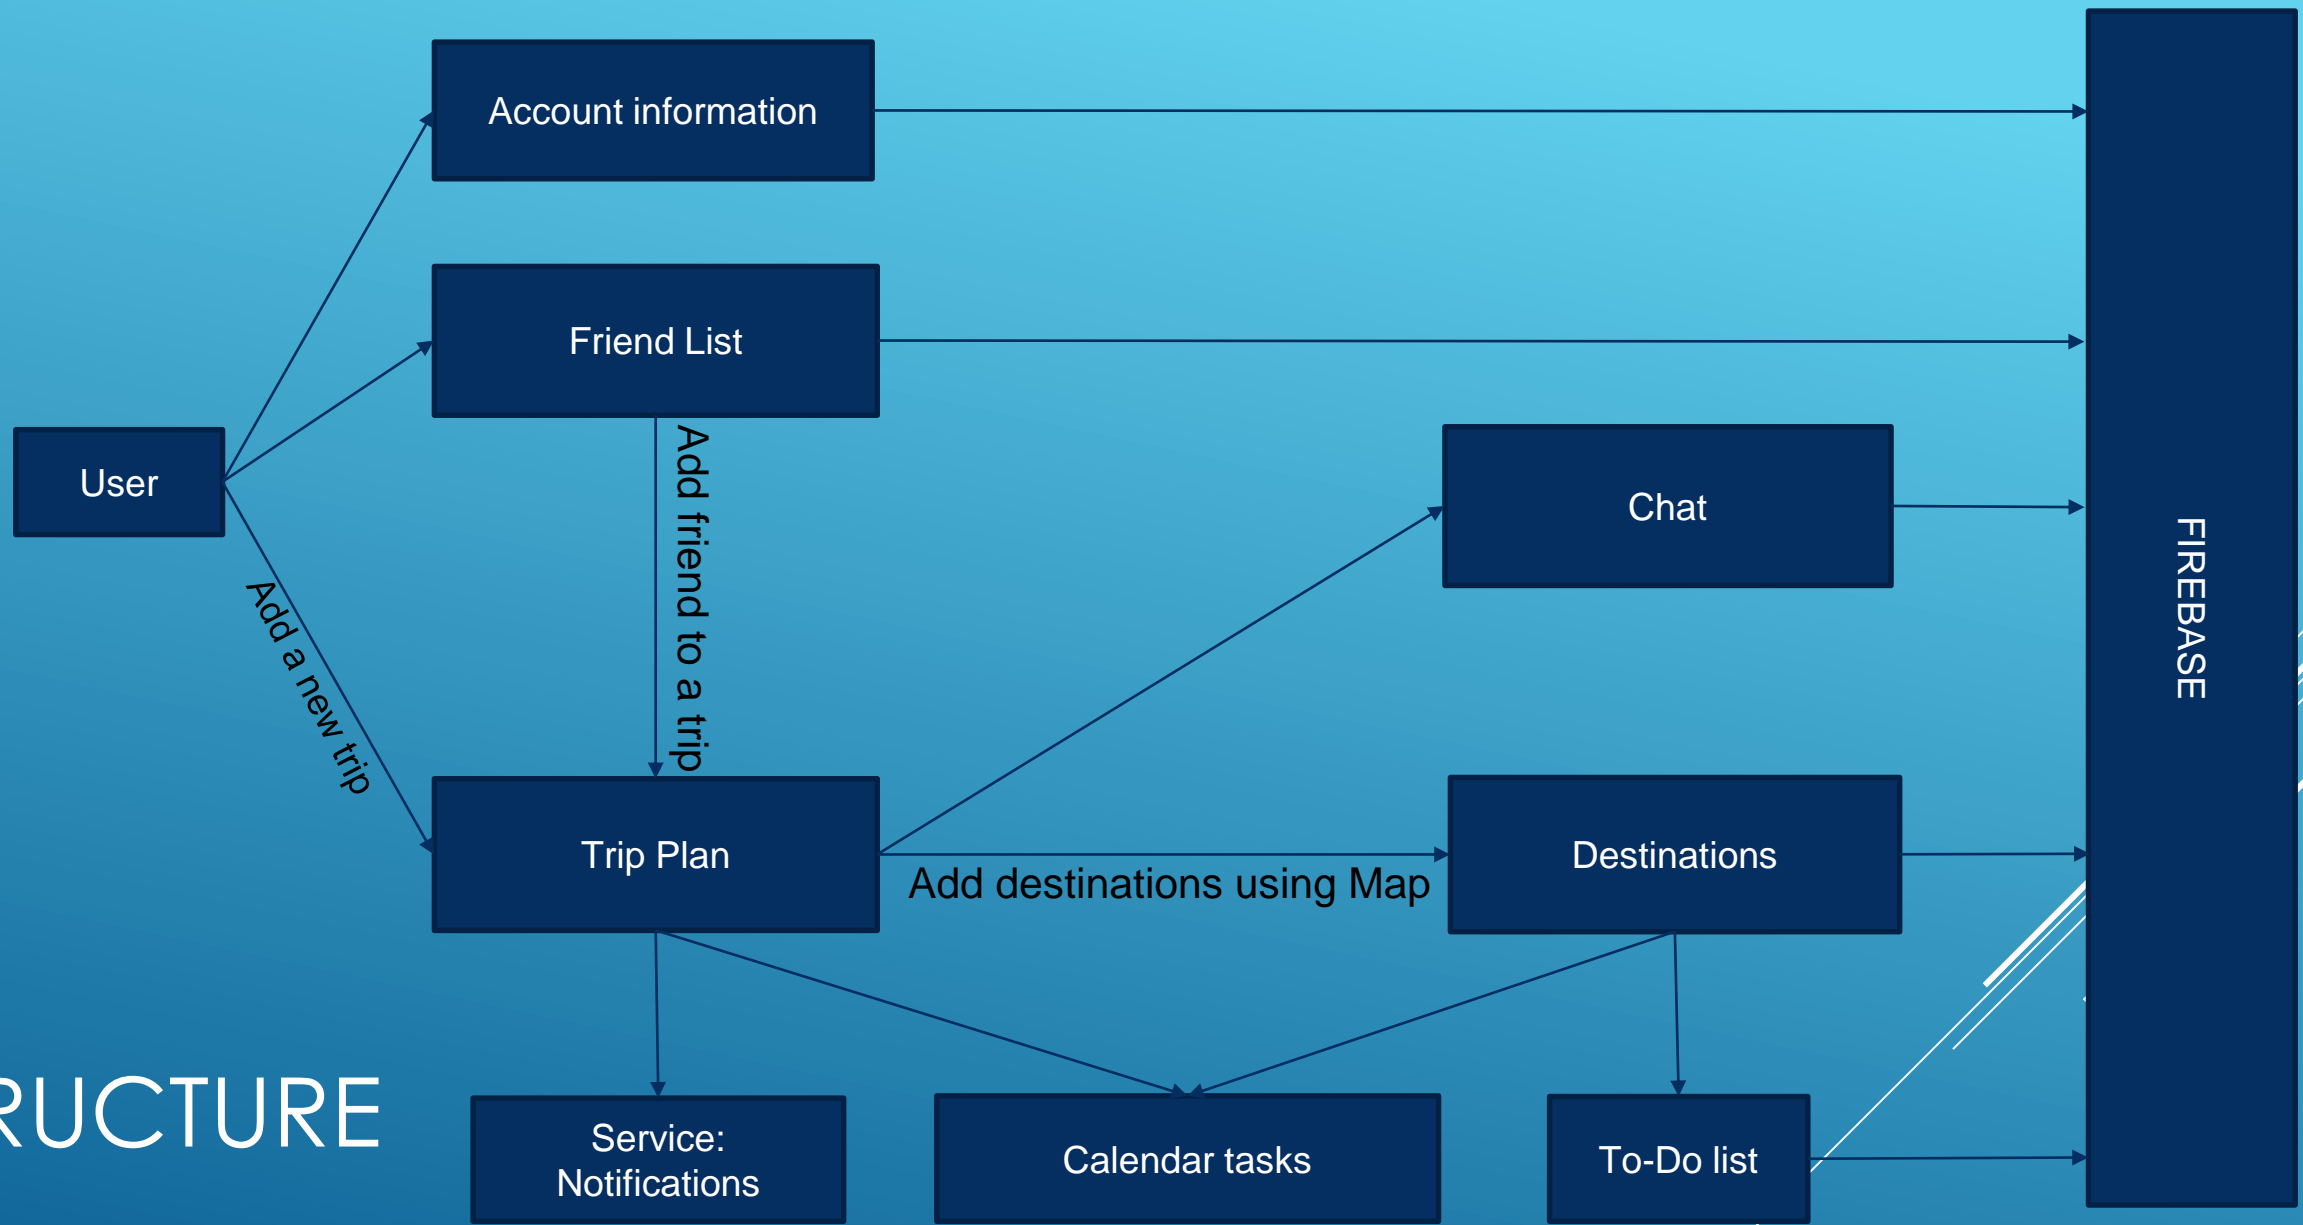 Account information
Friend List
User
Add friend to a trip
Chat
FIREBASE
Add a new trip
Trip Plan
Destinations
Add destinations using Map
RUCTURE
Service:
Notifications
Calendar tasks
To-Do list